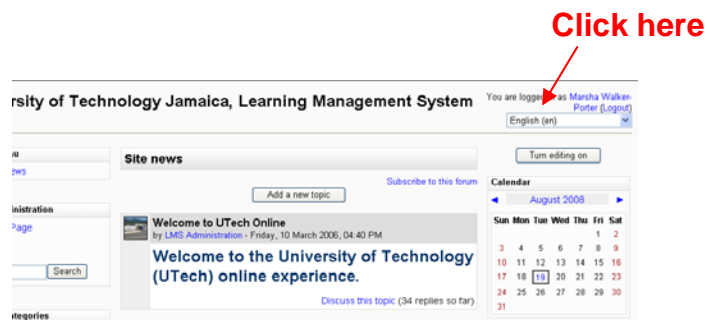 Click here
rsity of Technology Jamaica, Learning Management System
You are logged as Marsha Walker-
Porter (Logout)
English (en)
Turn editing on
Site news
Subscribe to this forum
Add a new topic
Welcome to UTech Online
by LMS Administration - Friday, 10 March 2006, 04:40 PM
Welcome to the University of Technology
(UTech) online experience.
Discuss this topic (34 replies so far)
nu
ews
inistration
Page
Search
ategories
Calendar
August 2008
Sun Mon Tue Wed Thu Fri Sat
1 2
3 4 5 6 7 8 9
10 11 12 13 14 15 16
17 18 19 20 21 22 23
24 25 26 27 28 29 30
31